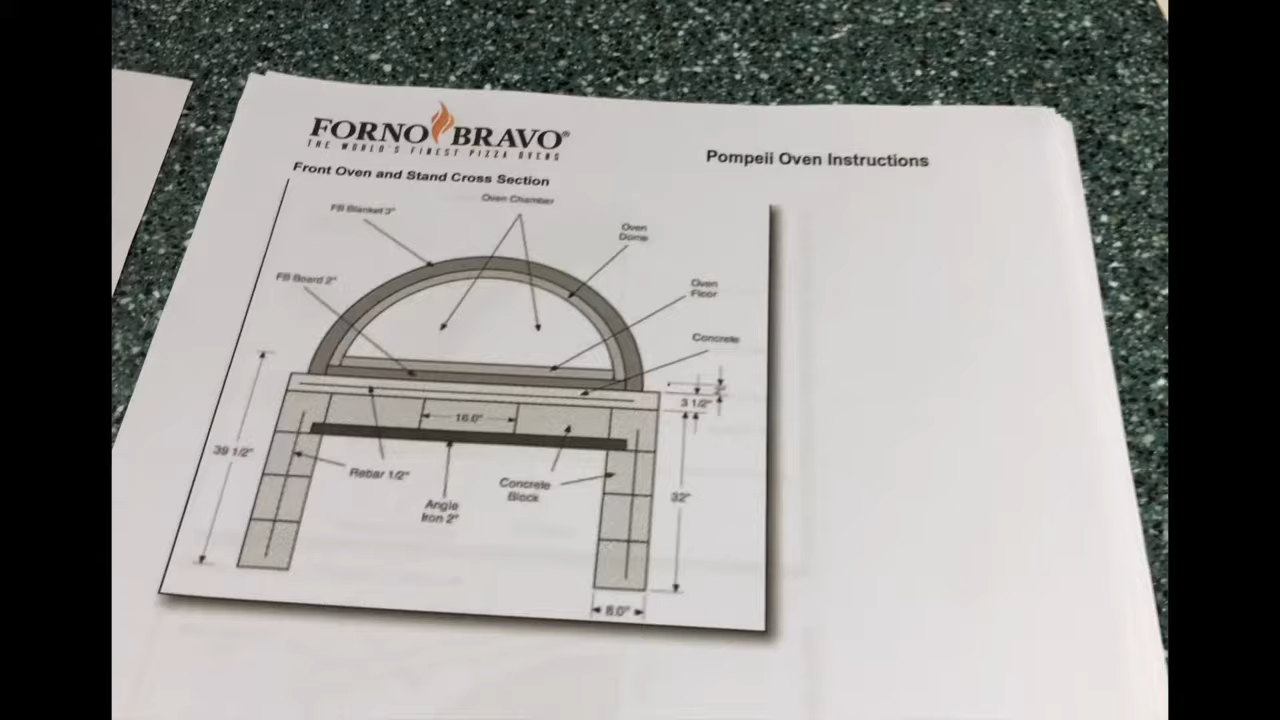 FORNO BRAVO®
THE WORLD'S FINEST PIZZA OVENS
Pompeii Oven Instructions
Front Oven and Stand Cross Section
Oven Chamber
FB Blanket 3"
Oven
Dome
FB Board 2"
Oven
Floor
Concrete
3 1/2"
16.0"
39 1/2"
Rebar 1/2"
Concrete
Block
Angle
Iron 2"
32"
8.0"